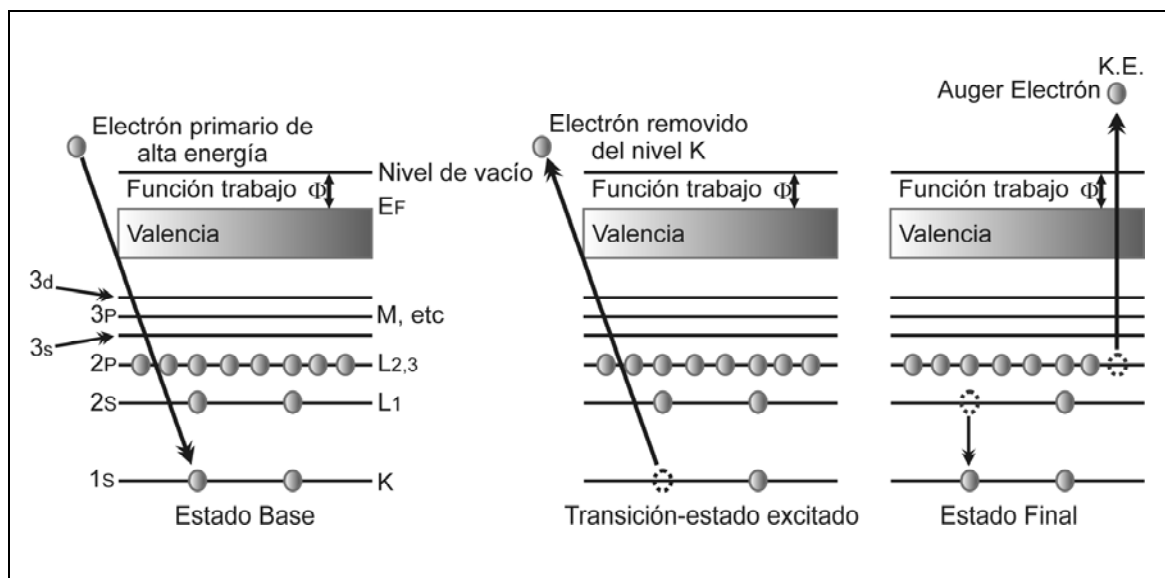 Electrón primario de
alta energía
Nivel de vacío
Función trabajo Φ
EF
Valencia
3d
3P
M, etc
3s
2P
L2,3
2S
L1
1S
K
Estado Base
Electrón removido
del nivel K
Función trabajo Φ
Valencia
Transición-estado excitado
K.E.
Auger Electrón
Función trabajo Φ
Valencia
Estado Final